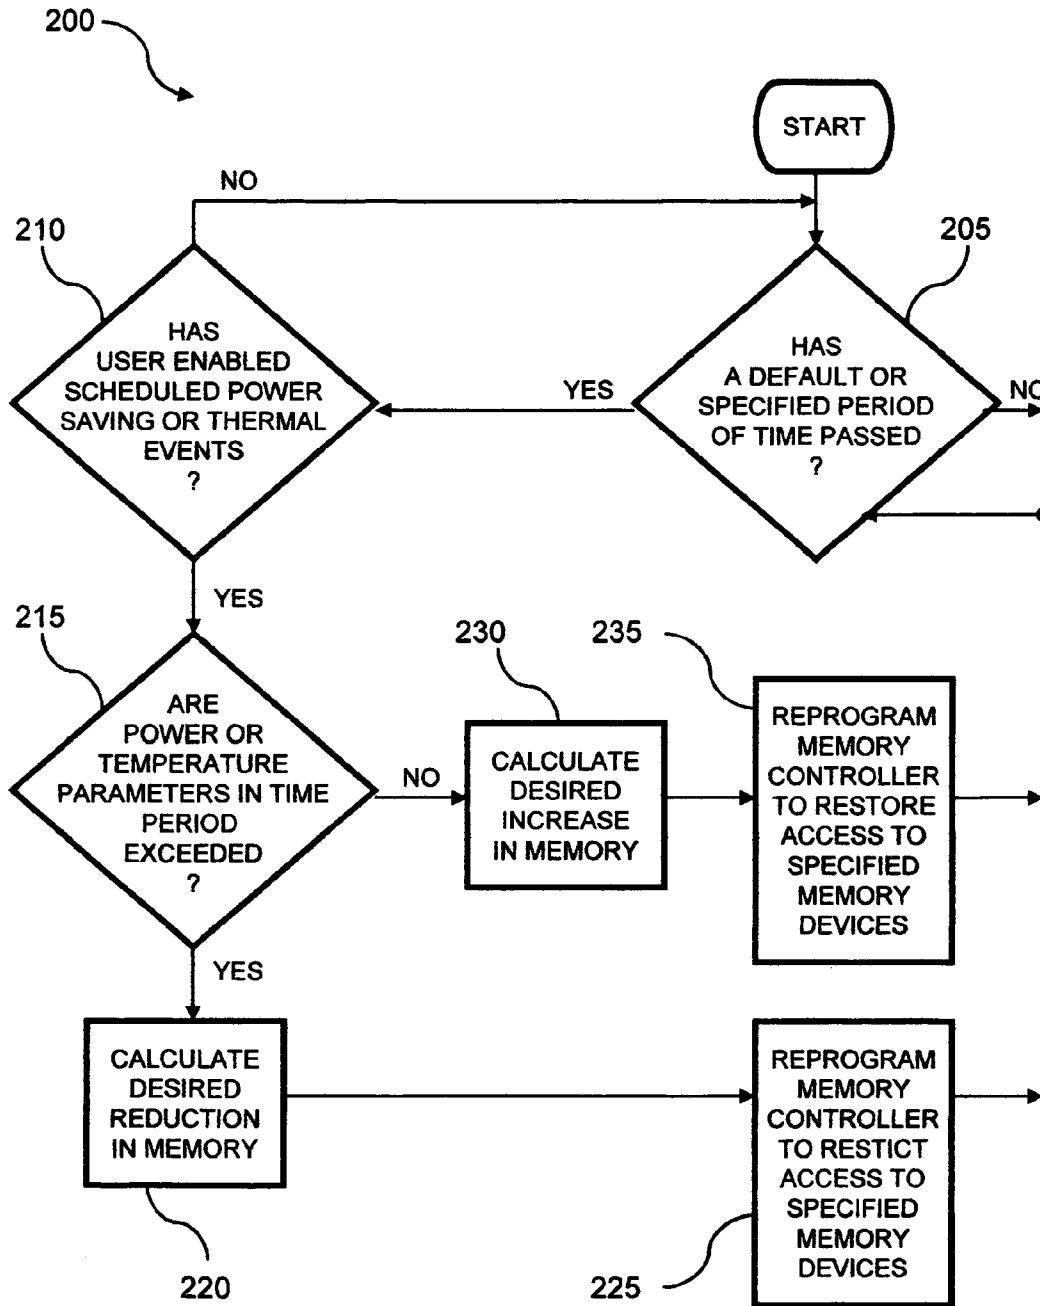 200
START
NO
210
205
HAS
USER ENABLED
SCHEDULED POWER
SAVING OR THERMAL
EVENTS
?
YES
HAS
A DEFAULT OR
SPECIFIED PERIOD
OF TIME PASSED
?
NO
YES
215
230
235
ARE
POWER OR
TEMPERATURE
PARAMETERS IN TIME
PERIOD
EXCEEDED
?
NO
CALCULATE
DESIRED
INCREASE
IN MEMORY
REPROGRAM
MEMORY
CONTROLLER
TO RESTORE
ACCESS TO
SPECIFIED
MEMORY
DEVICES
YES
CALCULATE
DESIRED
REDUCTION
IN MEMORY
REPROGRAM
MEMORY
CONTROLLER
TO RESTICT
ACCESS TO
SPECIFIED
MEMORY
DEVICES
220
225